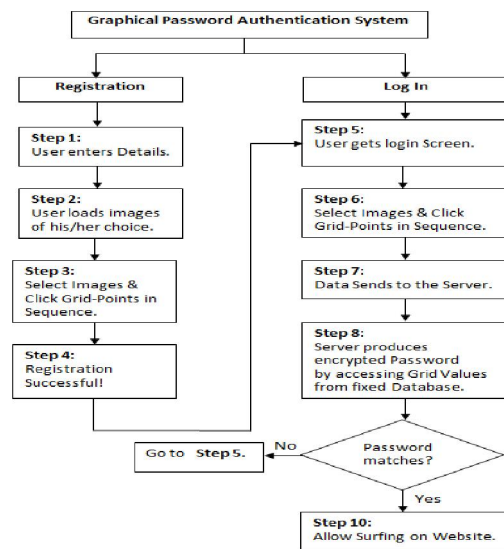 Graphical Password Authentication System
Registration
Step 1:
User enters Details.
Step 2
User loads images
of his/her choice.
Step 3
Select Images &
Click Grid-Points in
Sequence.
Step 4
Registration
Successful!
Log In
Step 5:
User gets login Screen.
Step 6:
Select Images & Click
Grid-Points in Sequence.
Step 7:
Data Sends to the Server.
Step 8:
Server produces
encrypted Password
by accessing Grid Values
from fixed Database.
Password
matches?
No
Go to Step 5.
Yes
Step 10:
Allow Surfing on Website.